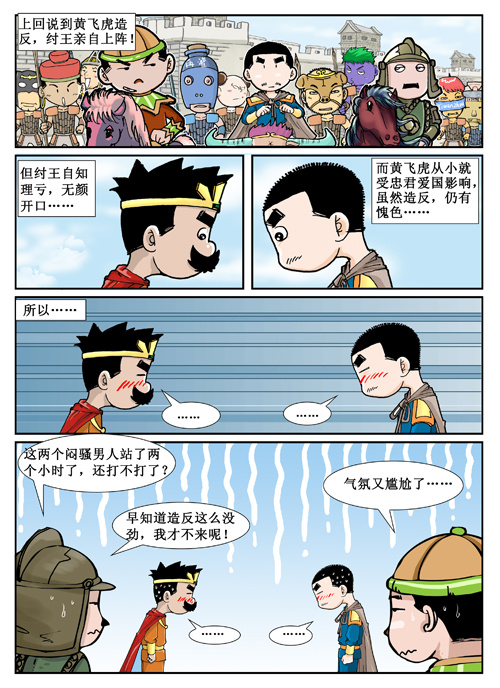 上回说到黄飞虎造
反，纣王亲自上阵！
但纣王自知
理亏，无颜
开口……
而黄飞虎从小就
受忠君爱国影响，
虽然造反，仍有
愧色……
所以……
……
……
这两个闷骚男人站了两
个小时了，还打不打了？
气氛又尴尬了……
早知道造反这么没
劲，我才不来呢！
……
……